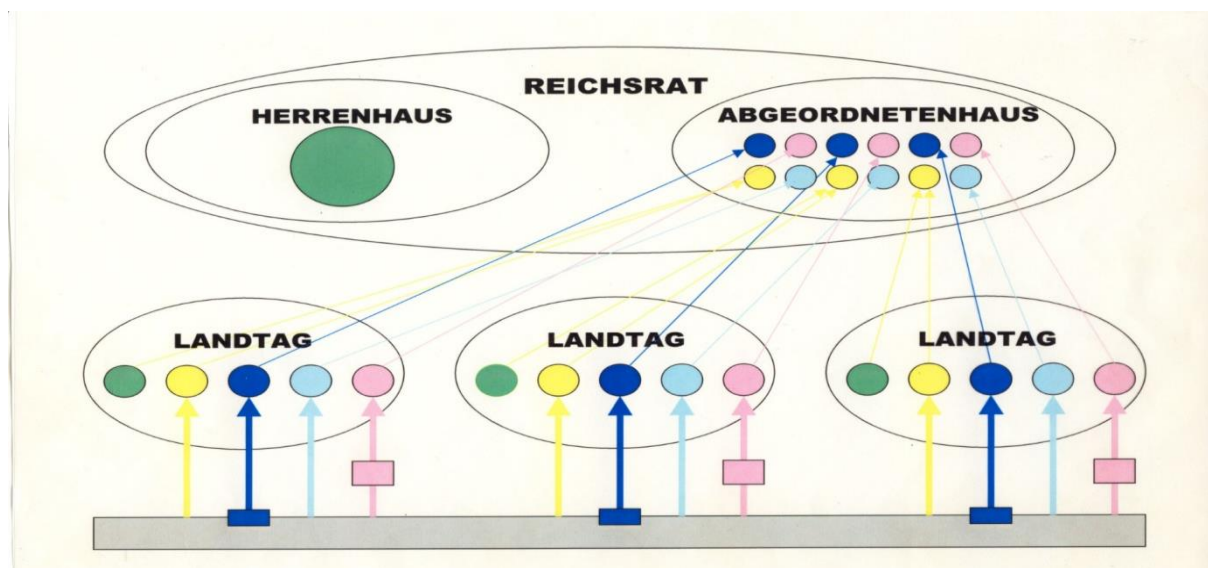 REICHSRAT
HERRENHAUS
ABGEORDNETENHAUS
LANDTAG
LANDTAG
LANDTAG